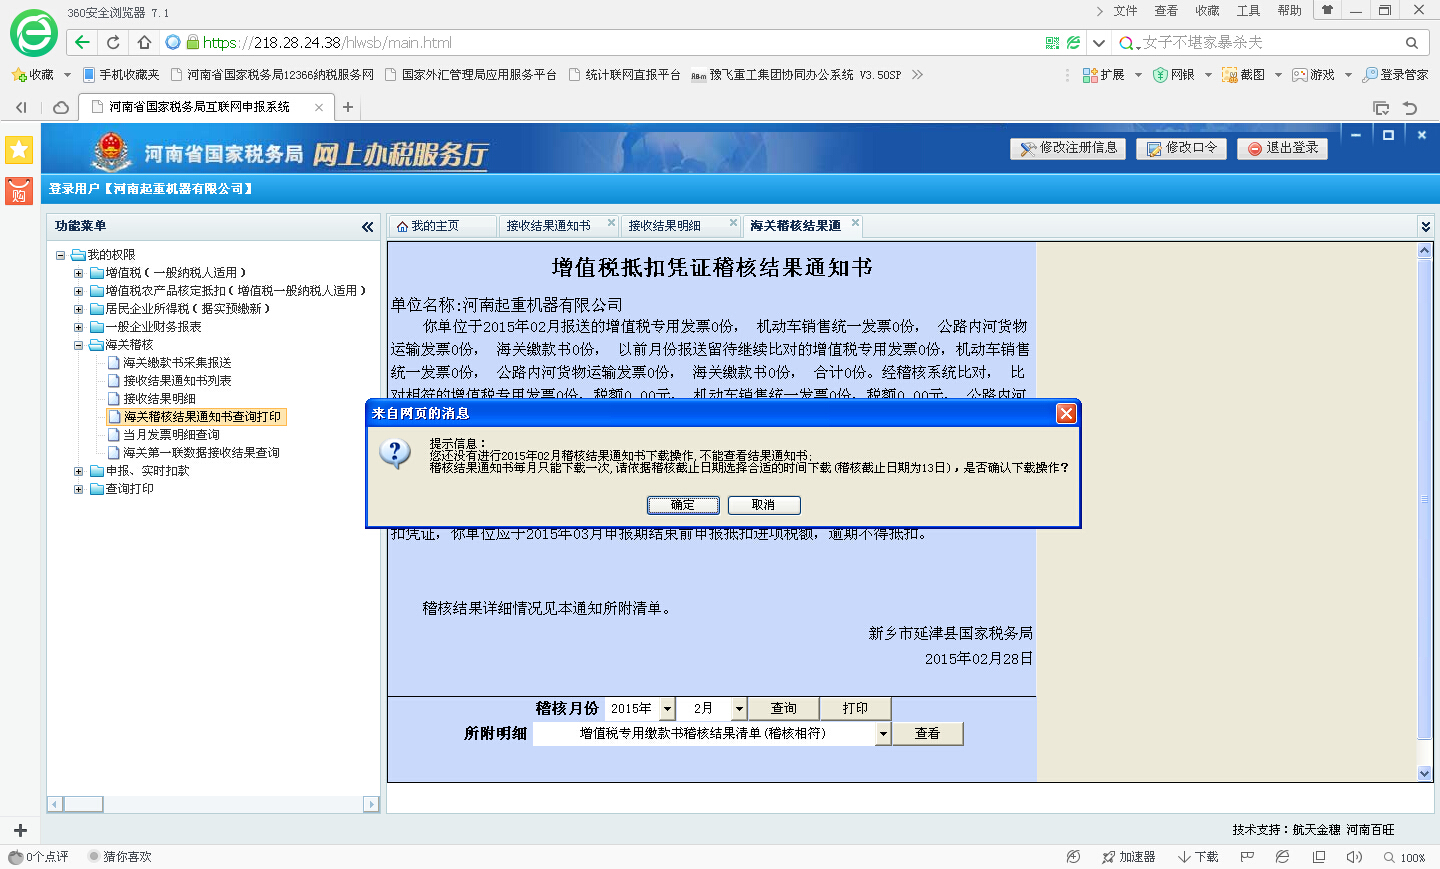 360安全浏览器 7.1
文件 查看 收藏 工具 帮助
https://218.28.24.38/hlwsb/main.html
女子不堪家暴杀夫
收藏 手机收藏夹 河南省国家税务局12366纳税服务网 国家外汇管理局应用服务平台 统计联网直报平台 RBm 豫飞重工集团协同办公系统 V3.50SP
扩展 网银 截图 游戏 登录管家
河南省国家税务局互联网申报系统
河南省国家税务局 网上办税服务厅
修改注册信息 修改口令 退出登录
购
登录用户【河南起重机器有限公司】
功能菜单
我的主页 接收结果通知书 接收结果明细 海关稽核结果通
我的权限
增值税(一般纳税人适用)
增值税农产品核定抵扣(增值税一般纳税人适用)
居民企业所得税(据实预缴新)
一般企业财务报表
海关稽核
海关缴款书采集报送
接收结果通知书列表
接收结果明细
海关稽核结果通知书查询打印
当月发票明细查询
海关第一联数据接收结果查询
申报、实时扣款
查询打印
增值税抵扣凭证稽核结果通知书
单位名称:河南起重机器有限公司
你单位于2015年02月报送的增值税专用发票0份， 机动车销售统一发票0份， 公路内河货物
运输发票0份， 海关缴款书0份， 以前月份报送留待继续比对的增值税专用发票0份，机动车销售
统一发票0份， 公路内河货物运输发票0份， 海关缴款书0份， 合计0份。经稽核系统比对， 比
对相符的增值税专用发票0份，税额0.00元， 机动车销售统一发票0份，税额0.00元， 公路内河
来自网页的消息
提示信息：
您还没有进行2015年02月稽核结果通知书下载操作,不能查看结果通知书;
稽核结果通知书每月只能下载一次,请依据稽核截止日期选择合适的时间下载(稽核截止日期为13日)，是否确认下载操作?
确定 取消
扣凭证，你单位应于2015年03月申报期结束前申报抵扣进项税额，逾期不得抵扣。
稽核结果详细情况见本通知所附清单。
新乡市延津县国家税务局
2015年02月28日
稽核月份 2015年 2月 查询 打印
所附明细 增值税专用缴款书稽核结果清单(稽核相符) 查看
技术支持：航天金穗 河南百旺
0个点评 猜你喜欢
加速器 下载 100%